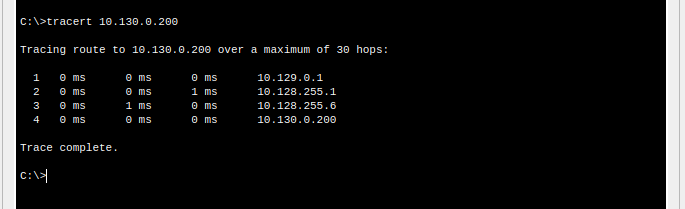 C:\>tracert 10.130.0.200
Tracing route to 10.130.0.200 over a maximum of 30 hops:
1 0 ms 0 ms 0 ms 10.129.0.1
2 0 ms 0 ms 1 ms 10.128.255.1
3 0 ms 1 ms 0 ms 10.128.255.6
4 0 ms 0 ms 0 ms 10.130.0.200
Trace complete.
C:\>